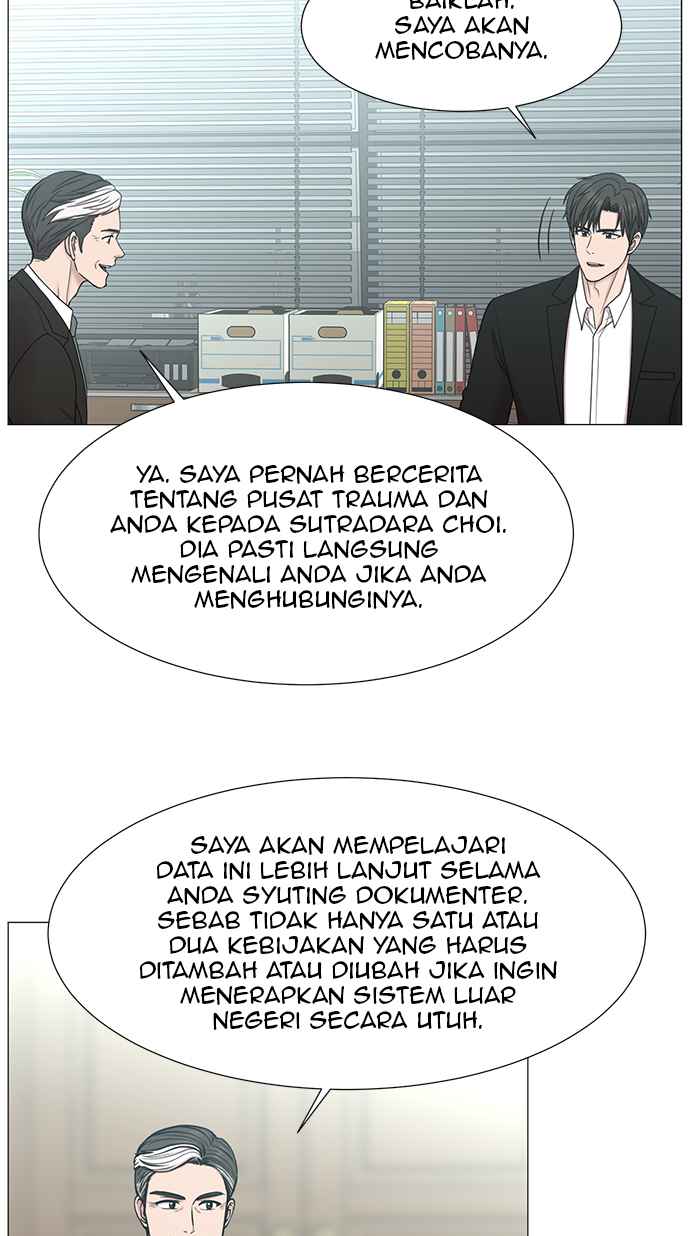 BAIKLAH.
SAYA AKAN
MENCOBANYA.
YA. SAYA PERNAH BERCERITA
TENTANG PUSAT TRAUMA DAN
ANDA KEPADA SUTRADARA CHOI.
DIA PASTI LANGSUNG
MENGENALI ANDA JIKA ANDA
MENGHUBUNGINYA.
SAYA AKAN MEMPELAJARI
DATA INI LEBIH LANJUT SELAMA
ANDA SYUTING DOKUMENTER.
SEBAB TIDAK HANYA SATU ATAU
DUA KEBIJAKAN YANG HARUS
DITAMBAH ATAU DIUBAH JIKA INGIN
MENERAPKAN SISTEM LUAR
NEGERI SECARA UTUH.